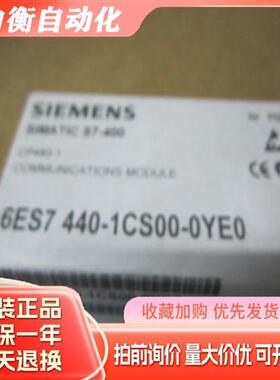 衡自动化
SIEMENS
SIMATIC S7-400
CP440-1
COMMUNICATIONS MODULE
6ES7 440-1CS00-0YE0
装正品
保一年
天退换
收藏加购 优先发货
拍前询价 量大价优 可开